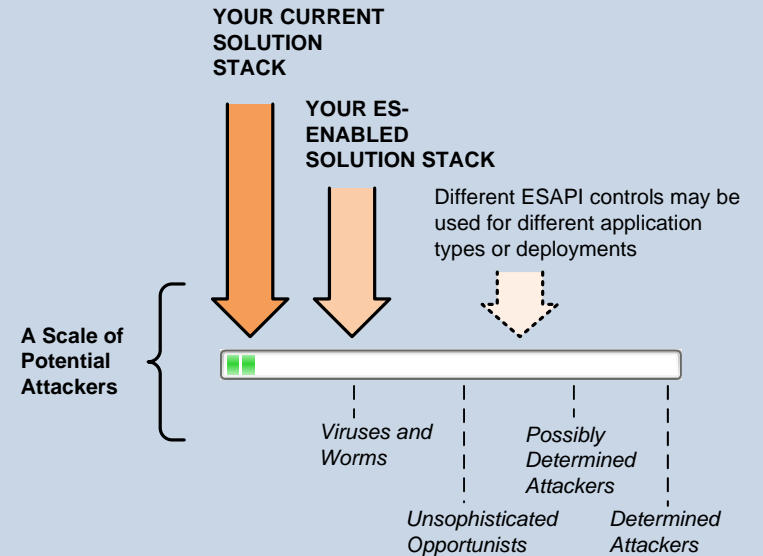 YOUR CURRENT
SOLUTION
STACK
YOUR ES-
ENABLED
SOLUTION STACK
Different ESAPI controls may be
used for different application
types or deployments
A Scale of
Potential
Attackers
Viruses and
Worms
Possibly
Determined
Attackers
Unsophisticated
Opportunists
Determined
Attackers